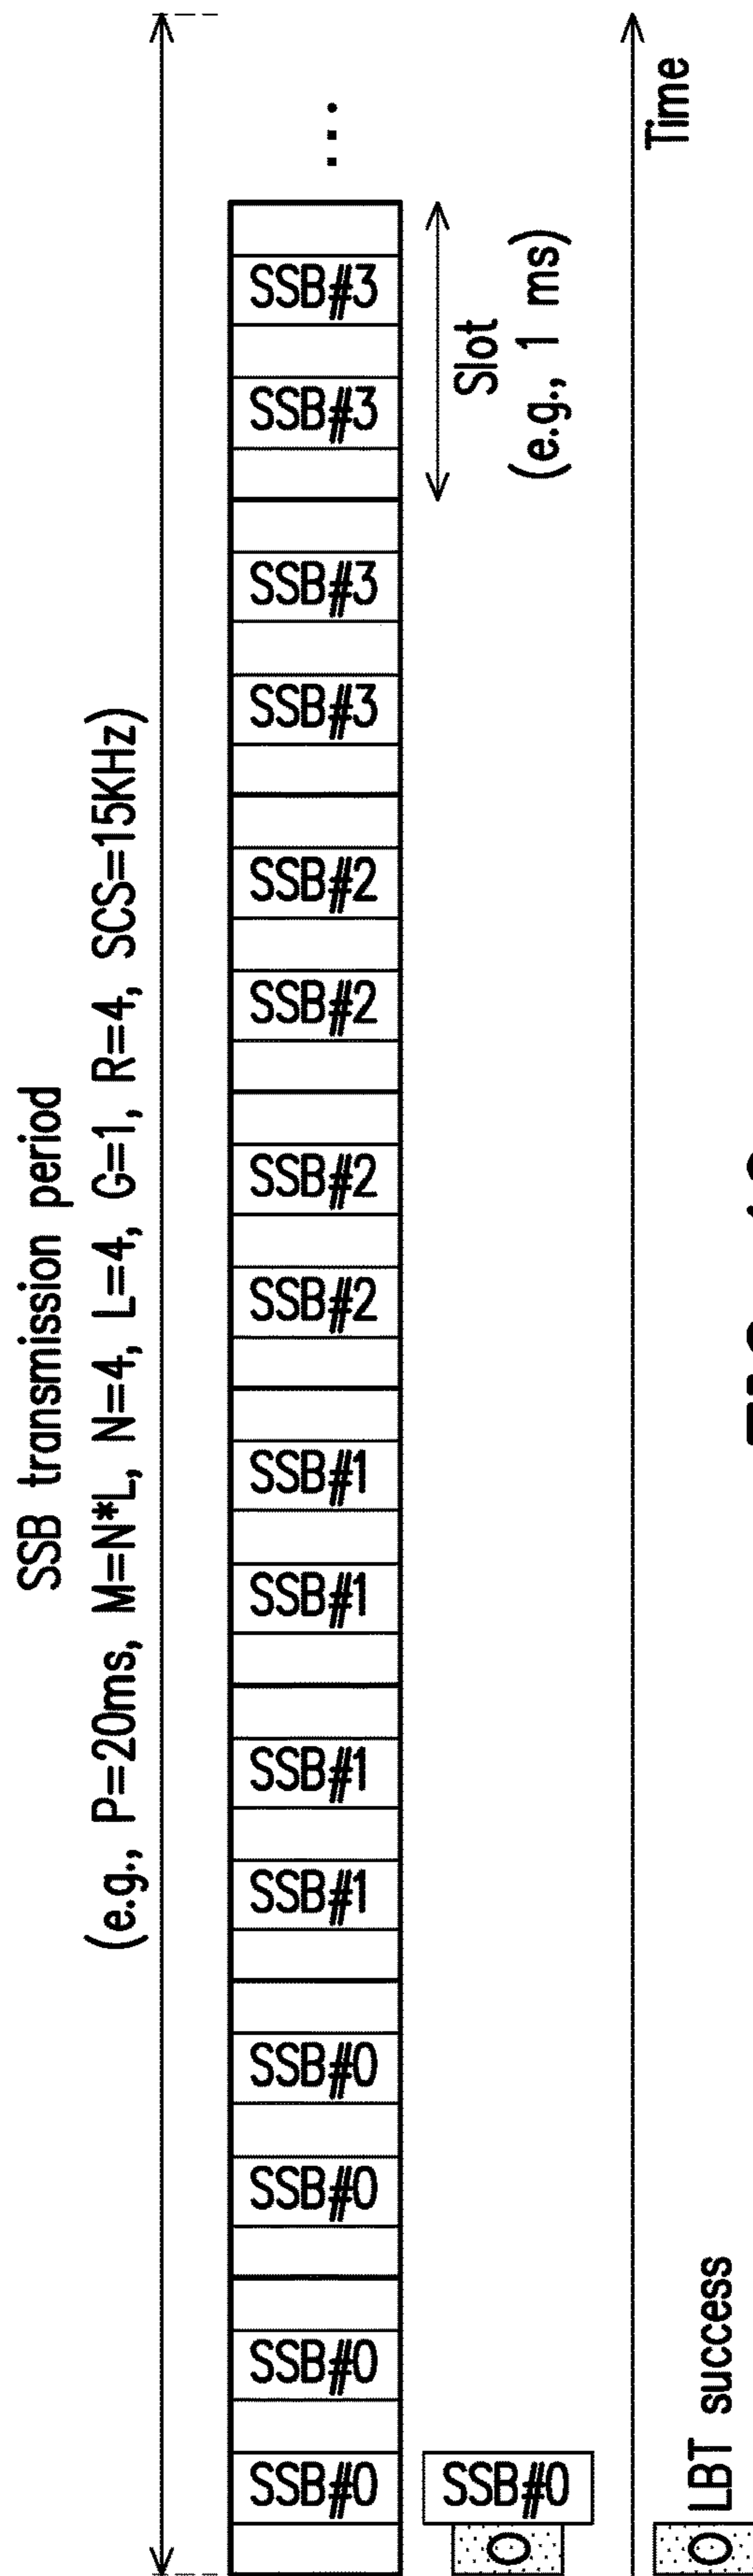 SSB transmission period
(e.g., P=20ms, M=N*L, N=4, L=4, G=1, R=4, SCS=15KHz)
SSB#0 SSB#0 SSB#0 SSB#0 SSB#1 SSB#1 SSB#1 SSB#1 SSB#2 SSB#2 SSB#2 SSB#2 SSB#3 SSB#3 SSB#3 SSB#3 ...
O SSB#0
Slot
(e.g., 1 ms)
Time
O LBT success